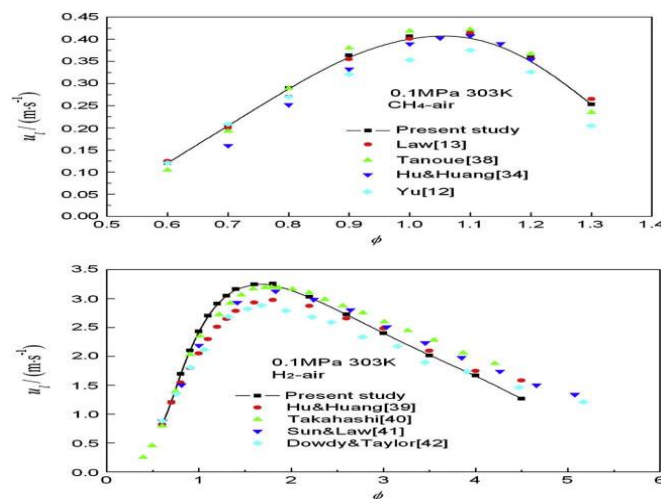 0.45
0.40
0.35
0.30
0.25
0.20
0.15
0.10
0.05
0.00
u_l/(m·s⁻¹)
0.1MPa 303K
CH₄-air
Present study
Law[13]
Tanoue[38]
Hu&Huang[34]
Yu[12]
0.5 0.6 0.7 0.8 0.9 1.0 1.1 1.2 1.3 1.4
ϕ
3.5
3.0
2.5
2.0
1.5
1.0
0.5
0.0
u_l/(m·s⁻¹)
0.1MPa 303K
H₂-air
Present study
Hu&Huang[39]
Takahashi[40]
Sun&Law[41]
Dowdy&Taylor[42]
0 1 2 3 4 5 6
ϕ